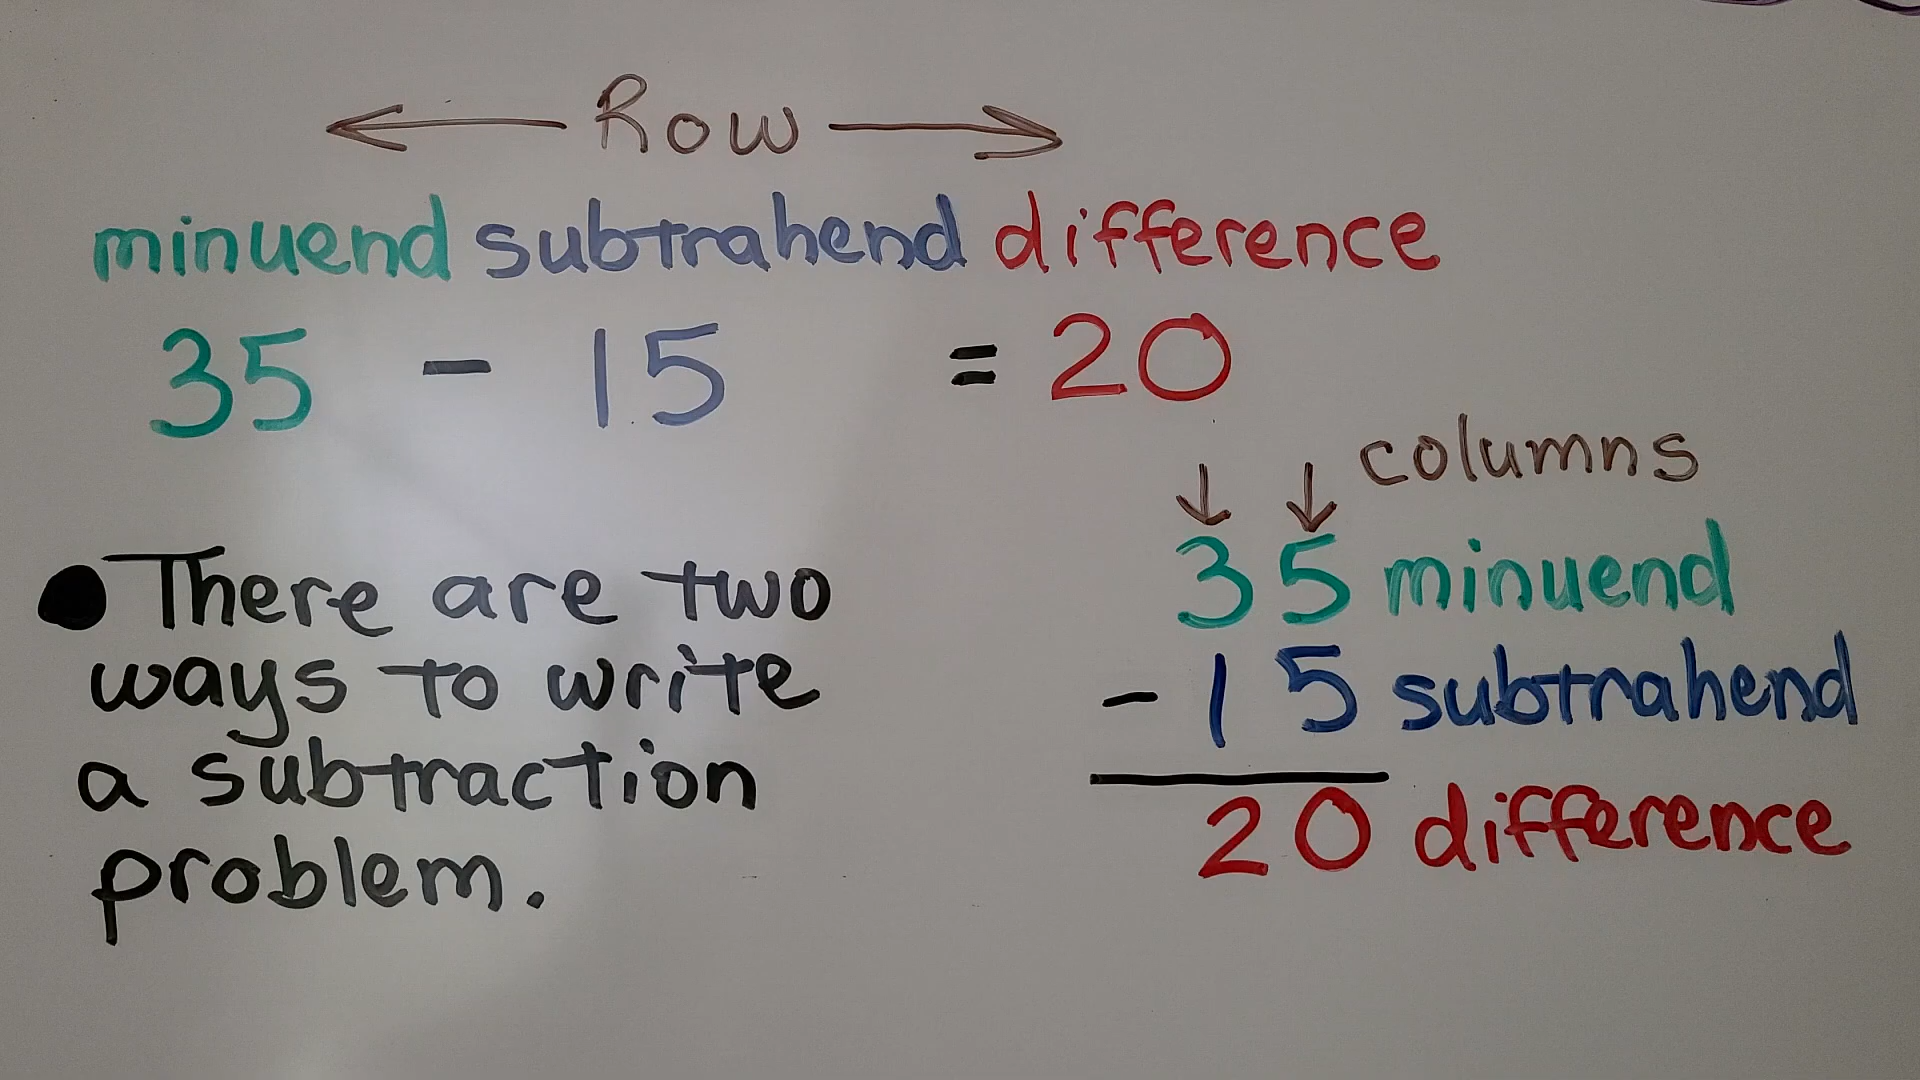 Row
minuend subtrahend difference
35 - 15 = 20
There are two
ways to write
a subtraction
problem.
columns
35 minuend
- 15 subtrahend
20 difference